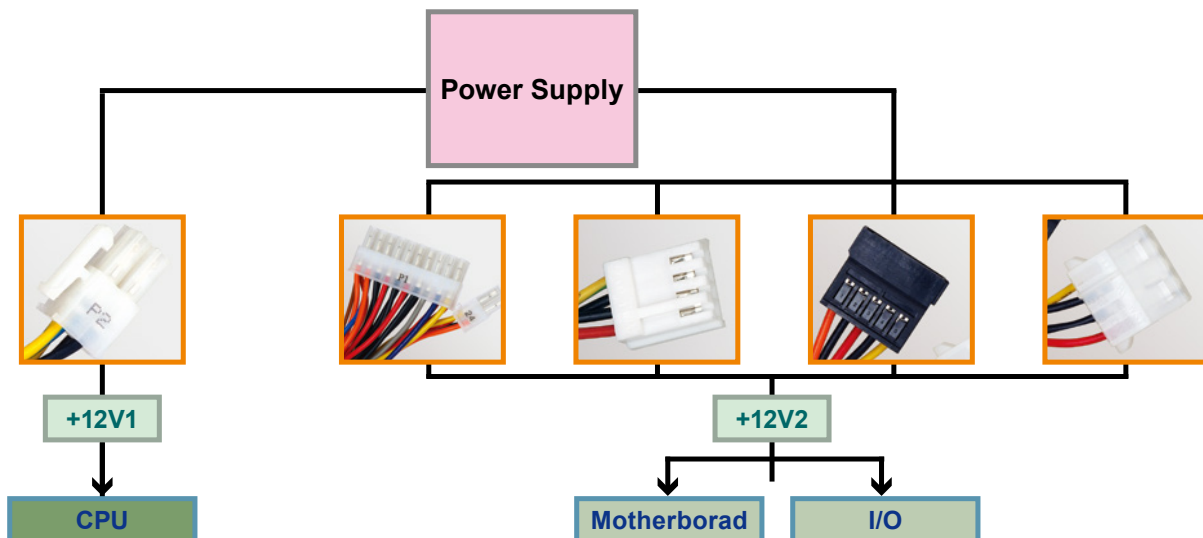 Power Supply
P2
P1
24
+12V1
+12V2
CPU
Motherborad
I/O